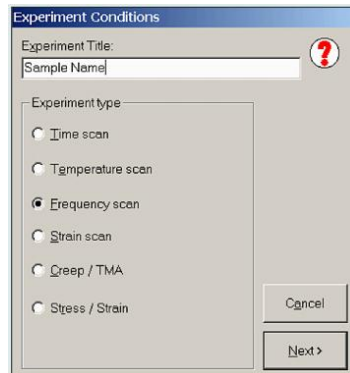 Experiment Conditions
Experiment Title:
Sample Name
Experiment type
Time scan
Temperature scan
Frequency scan
Strain scan
Creep / TMA
Stress / Strain
Cancel
Next >